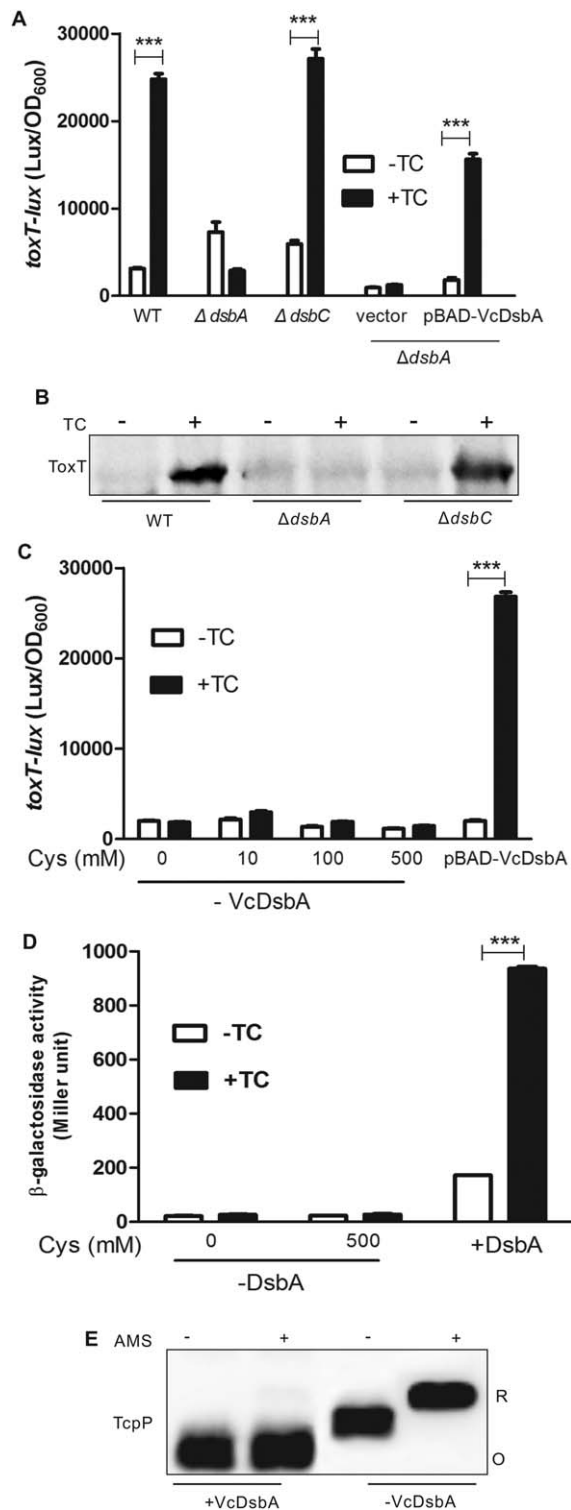 A
toxT-lux (Lux/OD600)
30000
20000
10000
0
***
***
***
-TC
+TC
WT
Δ dsbA
Δ dsbC
vector
pBAD-VcDsbA
ΔdsbA
B
TC - + - + - +
ToxT
WT
ΔdsbA
ΔdsbC
C
toxT-lux (Lux/OD600)
30000
20000
10000
0
***
-TC
+TC
Cys (mM) 0 10 100 500 pBAD-VcDsbA
- VcDsbA
D
β-galactosidase activity
(Miller unit)
1000
800
600
400
200
0
***
-TC
+TC
Cys (mM) 0 500 +DsbA
-DsbA
E
AMS - + - +
TcpP
R
O
+VcDsbA
-VcDsbA